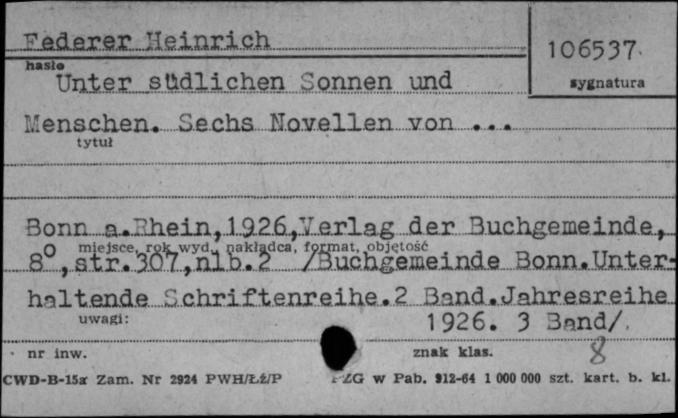 Federer Heinrich
106537.
hasło
sygnatura
Unter südlichen Sonnen und
Menschen. Sechs Novellen von ...
tytuł
Bonn a.Rhein,1926,Verlag der Buchgemeinde,
miejsce, rok wyd., nakładca, format, objętość
8°,str.307,nlb.2 /Buchgemeinde Bonn.Unter-
haltende Schriftenreihe.2 Band.Jahresreihe
uwagi:
1926. 3 Band/.
nr inw.
znak klas.
8
CWD-B-15a Zam. Nr 2924 PWH/Łż/P
PZG w Pab. 912-64 1 000 000 szt. kart. b. kl.